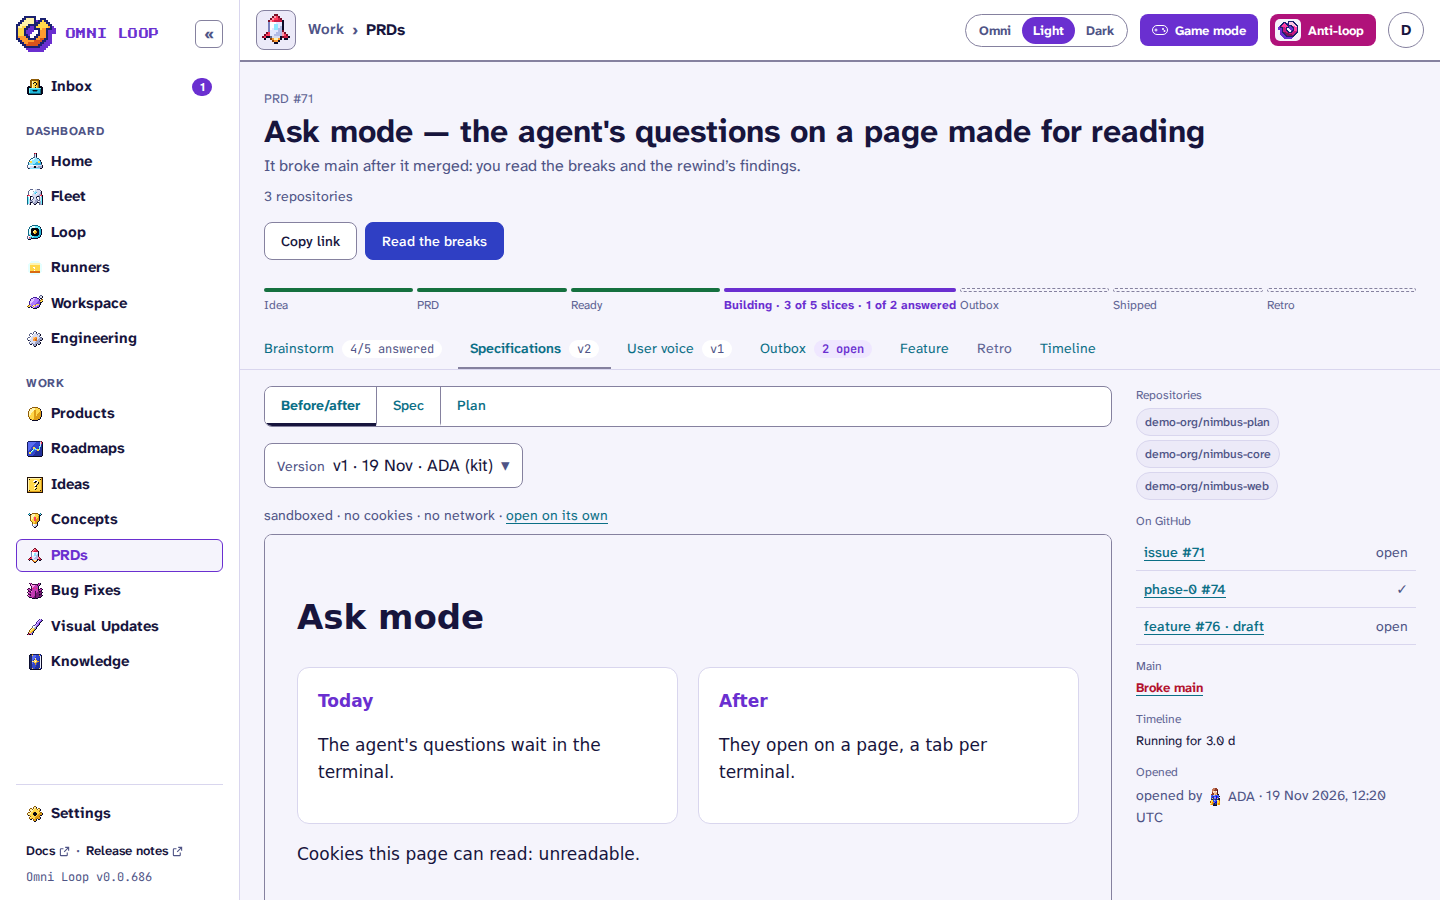 OMNI LOOP
«
Inbox 1
DASHBOARD
Home
Fleet
Loop
Runners
Workspace
Engineering
WORK
Products
Roadmaps
Ideas
Concepts
PRDs
Bug Fixes
Visual Updates
Knowledge
Settings
Docs · Release notes
Omni Loop v0.0.686
Work › PRDs
Omni Light Dark
Game mode
Anti-loop
D
PRD #71
Ask mode — the agent's questions on a page made for reading
It broke main after it merged: you read the breaks and the rewind’s findings.
3 repositories
Copy link
Read the breaks
Idea
PRD
Ready
Building · 3 of 5 slices · 1 of 2 answered
Outbox
Shipped
Retro
Brainstorm 4/5 answered
Specifications v2
User voice v1
Outbox 2 open
Feature
Retro
Timeline
Before/after
Spec
Plan
Version v1 · 19 Nov · ADA (kit) ▼
sandboxed · no cookies · no network · open on its own
Ask mode
Today
The agent's questions wait in the
terminal.
After
They open on a page, a tab per
terminal.
Cookies this page can read: unreadable.
Repositories
demo-org/nimbus-plan
demo-org/nimbus-core
demo-org/nimbus-web
On GitHub
issue #71 open
phase-0 #74 ✓
feature #76 · draft open
Main
Broke main
Timeline
Running for 3.0 d
Opened
opened by ADA · 19 Nov 2026, 12:20
UTC